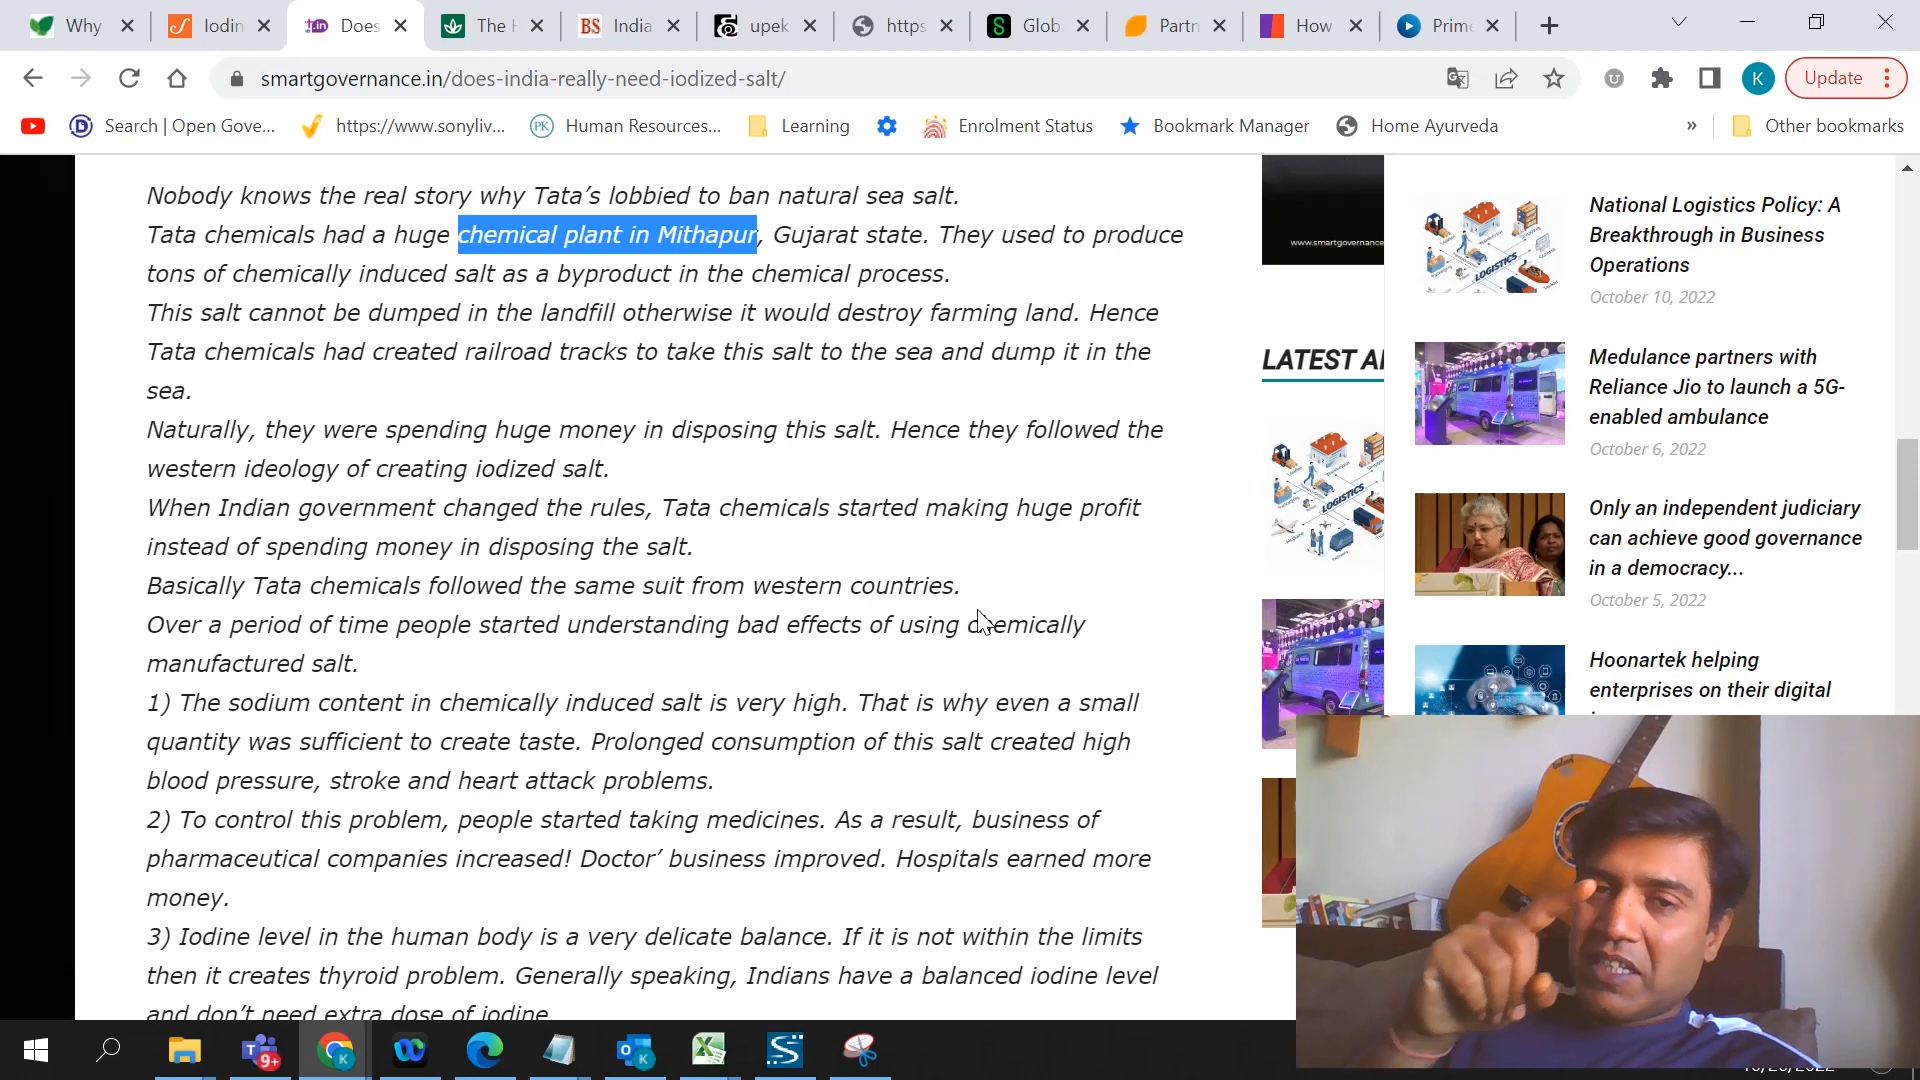 Why
Iodin
Does
The H
India
upek
https
Glob
Partn
How
Prim
smartgovernance.in/does-india-really-need-iodized-salt/
Update
Search | Open Gove...
https://www.sonyliv...
Human Resources...
Learning
Enrolment Status
Bookmark Manager
Home Ayurveda
»
Other bookmarks
Nobody knows the real story why Tata’s lobbied to ban natural sea salt.
Tata chemicals had a huge chemical plant in Mithapur, Gujarat state. They used to produce
tons of chemically induced salt as a byproduct in the chemical process.
This salt cannot be dumped in the landfill otherwise it would destroy farming land. Hence
Tata chemicals had created railroad tracks to take this salt to the sea and dump it in the
sea.
Naturally, they were spending huge money in disposing this salt. Hence they followed the
western ideology of creating iodized salt.
When Indian government changed the rules, Tata chemicals started making huge profit
instead of spending money in disposing the salt.
Basically Tata chemicals followed the same suit from western countries.
Over a period of time people started understanding bad effects of using chemically
manufactured salt.
1) The sodium content in chemically induced salt is very high. That is why even a small
quantity was sufficient to create taste. Prolonged consumption of this salt created high
blood pressure, stroke and heart attack problems.
2) To control this problem, people started taking medicines. As a result, business of
pharmaceutical companies increased! Doctor’ business improved. Hospitals earned more
money.
3) Iodine level in the human body is a very delicate balance. If it is not within the limits
then it creates thyroid problem. Generally speaking, Indians have a balanced iodine level
and don’t need extra dose of iodine
www.smartgovernance
LATEST A
LOGISTICS
National Logistics Policy: A
Breakthrough in Business
Operations
October 10, 2022
LOGISTICS
Medulance partners with
Reliance Jio to launch a 5G-
enabled ambulance
October 6, 2022
Only an independent judiciary
can achieve good governance
in a democracy...
October 5, 2022
Hoonartek helping
enterprises on their digital
9+